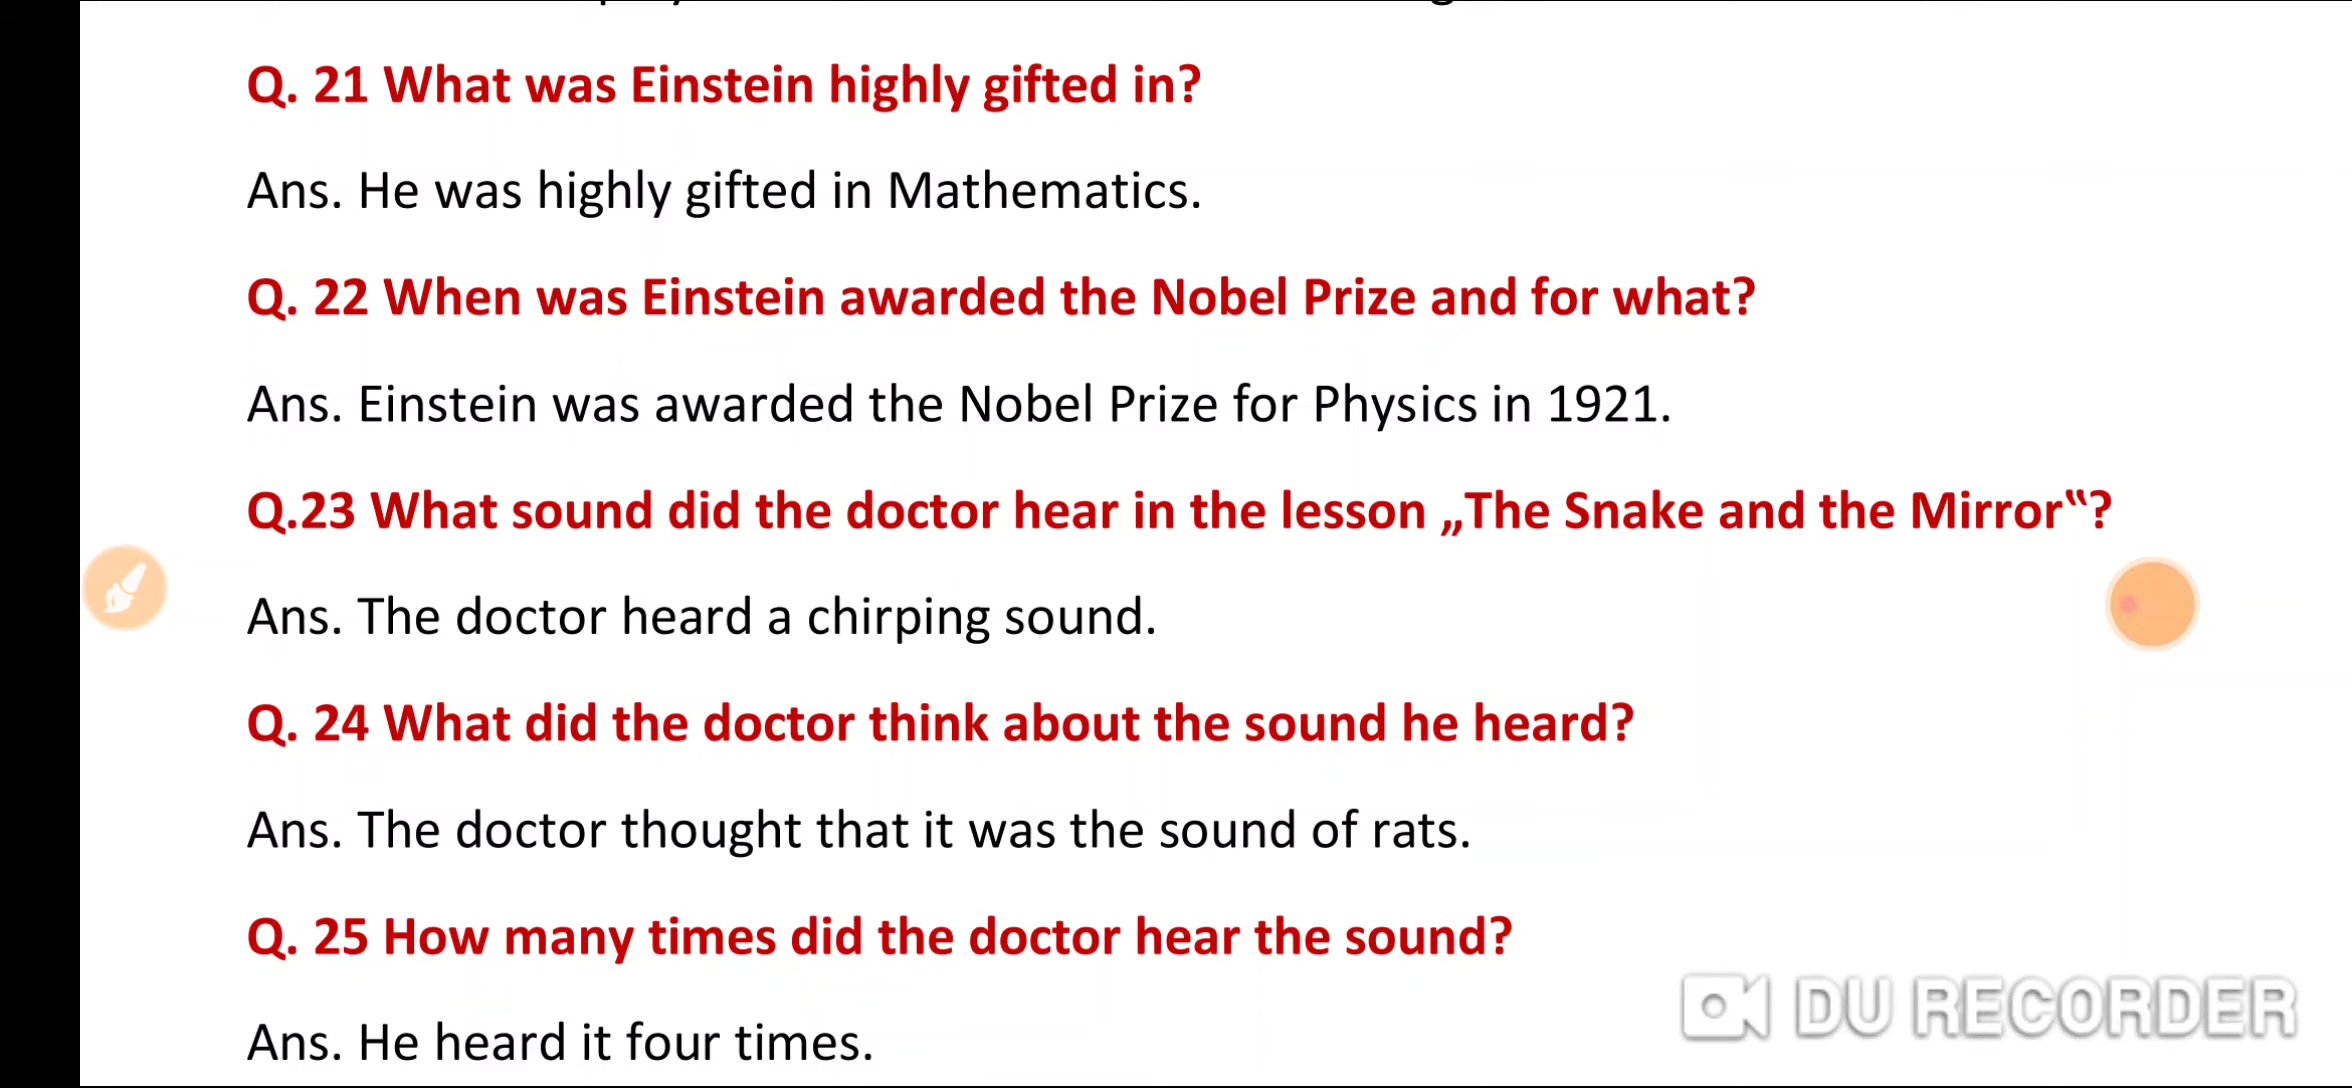 Q. 21 What was Einstein highly gifted in?
Ans. He was highly gifted in Mathematics.
Q. 22 When was Einstein awarded the Nobel Prize and for what?
Ans. Einstein was awarded the Nobel Prize for Physics in 1921.
Q.23 What sound did the doctor hear in the lesson „The Snake and the Mirror‟?
Ans. The doctor heard a chirping sound.
Q. 24 What did the doctor think about the sound he heard?
Ans. The doctor thought that it was the sound of rats.
Q. 25 How many times did the doctor hear the sound?
Ans. He heard it four times.
DU RECORDER